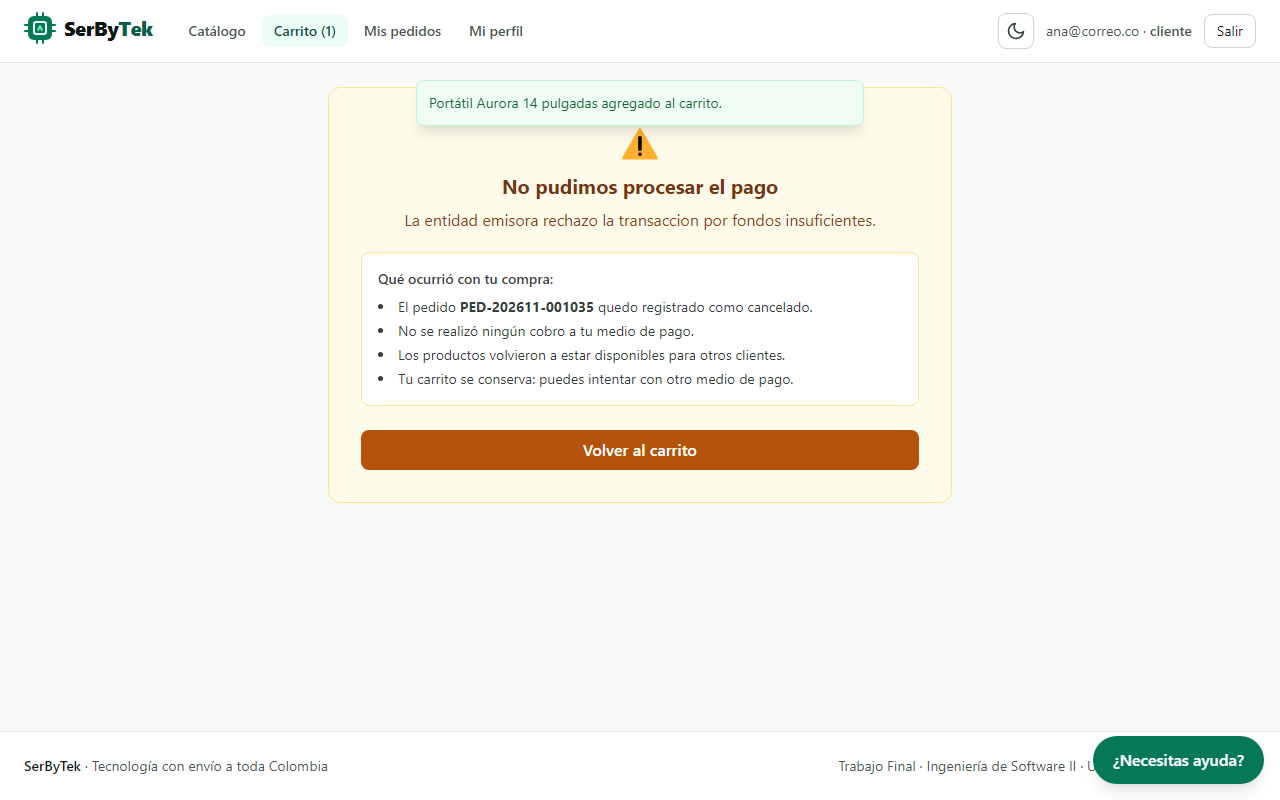 SerByTek
Catálogo
Carrito (1)
Mis pedidos
Mi perfil
ana@correo.co · cliente
Salir
Portátil Aurora 14 pulgadas agregado al carrito.
No pudimos procesar el pago
La entidad emisora rechazo la transaccion por fondos insuficientes.
Qué ocurrió con tu compra:
El pedido PED-202611-001035 quedo registrado como cancelado.
No se realizó ningún cobro a tu medio de pago.
Los productos volvieron a estar disponibles para otros clientes.
Tu carrito se conserva: puedes intentar con otro medio de pago.
Volver al carrito
SerByTek · Tecnología con envío a toda Colombia
Trabajo Final · Ingeniería de Software II ·
¿Necesitas ayuda?